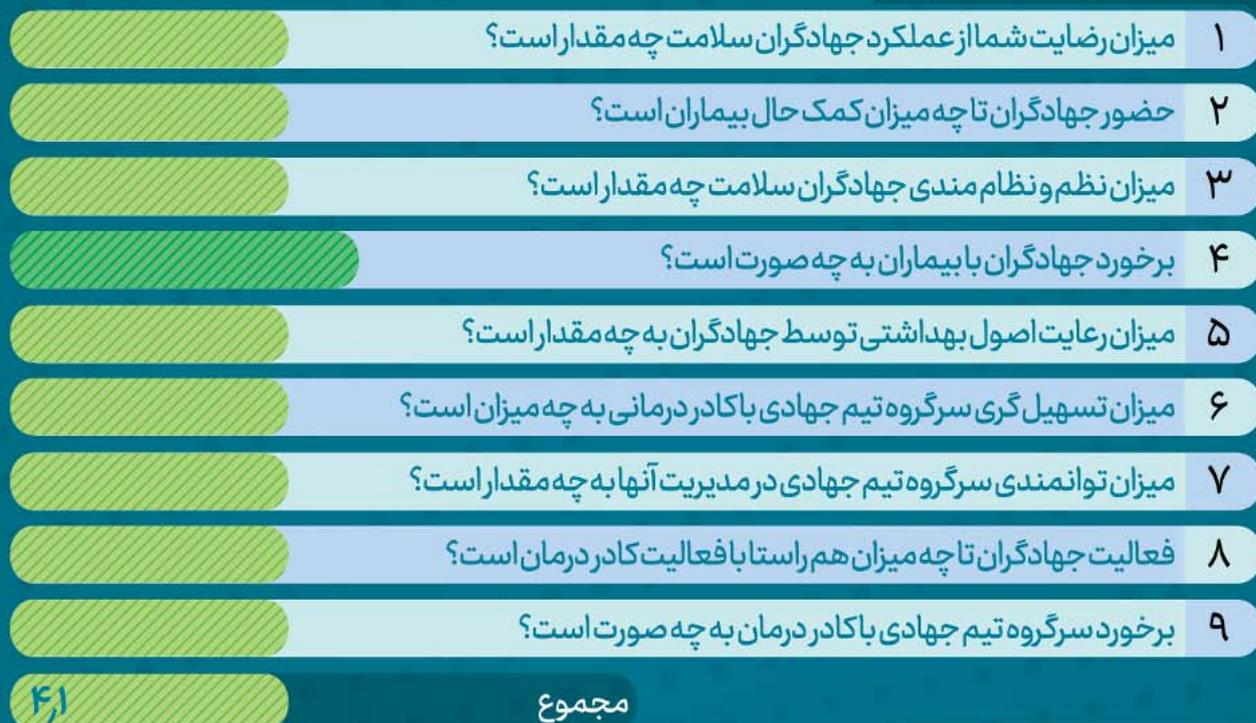 ۱ میزان رضایت شما از عملکرد جهادگران سلامت چه مقدار است؟
۲ حضور جهادگران تا چه میزان کمک حال بیماران است؟
۳ میزان نظم و نظام مندی جهادگران سلامت چه مقدار است؟
۴ برخورد جهادگران با بیماران به چه صورت است؟
۵ میزان رعایت اصول بهداشتی توسط جهادگران به چه مقدار است؟
۶ میزان تسهیل گری سرگروه تیم جهادی با کادر درمانی به چه میزان است؟
۷ میزان توانمندی سرگروه تیم جهادی در مدیریت آنها به چه مقدار است؟
۸ فعالیت جهادگران تا چه میزان هم راستا با فعالیت کادر درمان است؟
۹ برخورد سرگروه تیم جهادی با کادر درمان به چه صورت است؟
مجموع ۴٫۱